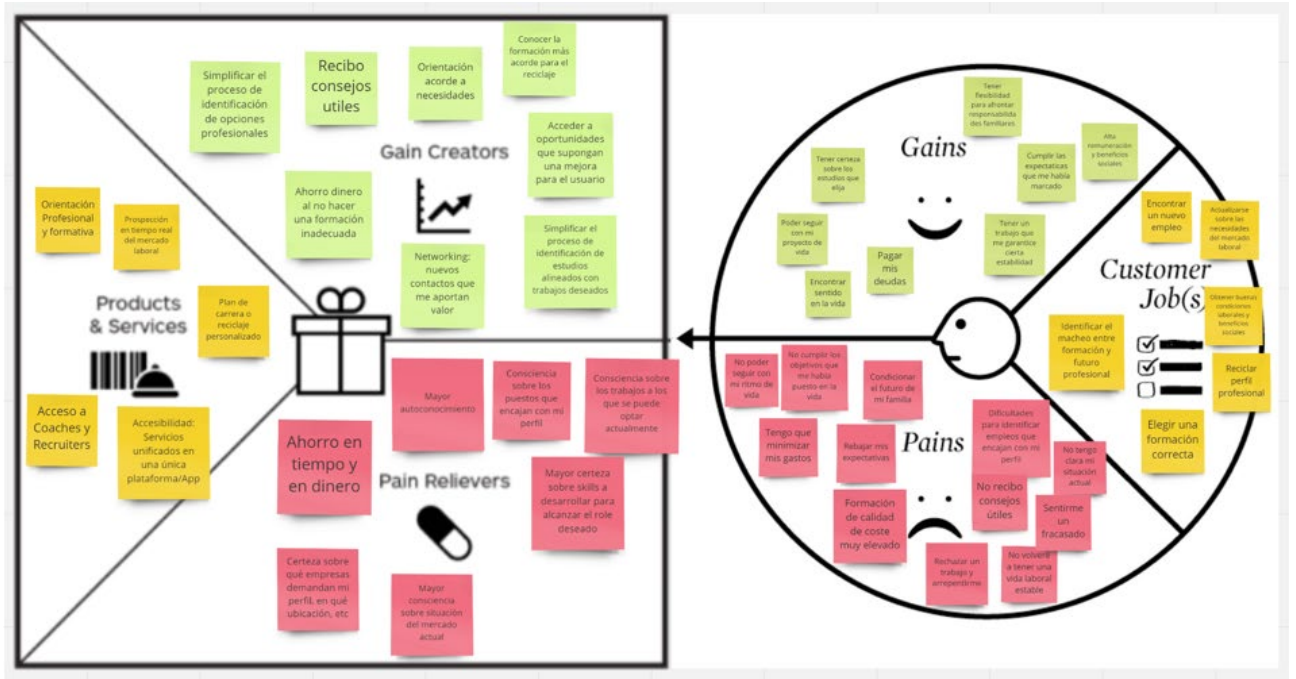 Simplificar el
proceso de
identificación
de opciones
profesionales
Recibo
consejos
utiles
Orientación
acorde a
necesidades
Conocer la
formación más
acorde para el
reciclaje
Gain Creators
Acceder a
oportunidades
que supongan
una mejora
para el usuario
Ahorro dinero
al no hacer
una formación
inadecuada
Networking:
nuevos
contactos que
me aportan
valor
Simplificar el
proceso de
identificación de
estudios
alineados con
trabajos deseados
Orientación
Profesional
y formativa
Prospección
en tiempo real
del mercado
laboral
Products
& Services
Plan de
carrera o
reciclaje
personalizado
Acceso a
Coaches y
Recruiters
Accesibilidad:
Servicios
unificados en
una única
plataforma/App
Mayor
autoconocimiento
Consciencia
sobre los
puestos que
encajan con mi
perfil
Consciencia sobre
los trabajos a los
que se puede
optar
actualmente
Ahorro en
tiempo y
en dinero
Pain Relievers
Mayor certeza
sobre skills a
desarrollar para
alcanzar el role
deseado
Certeza sobre
qué empresas
demandan mi
perfil, en qué
ubicación, etc
Mayor
consciencia
sobre situación
del mercado
actual
Gains
Tener
flexibilidad
para afrontar
responsabilida
des familiares
Alta
remuneración
y beneficios
sociales
Tener certeza
sobre los
estudios que
elija
Cumplir las
expectaticas
que me había
marcado
Poder seguir
con mi
proyecto de
vida
Tener un
trabajo que
me garantice
cierta
estabilidad
Pagar
mis
deudas
Encontrar
sentido
en la vida
Encontrar
un nuevo
empleo
Actualizarse
sobre las
necesidades
del mercado
laboral
Customer
Job(s)
Obtener buenas
condiciones
laborales y
beneficios
sociales
Identificar el
macheo entre
formación y
futuro
profesional
Reciclar
perfil
profesional
Elegir una
formación
correcta
No poder
seguir con
mi ritmo de
vida
No cumplir los
objetivos que
me había
puesto en la
vida
Condicionar
el futuro de
mi familia
Tengo que
minimizar
mis gastos
Rebajar mis
expectativas
Pains
Dificultades
para identificar
empleos que
encajan con mi
perfil
No tengo
clara mi
situación
actual
No recibo
consejos
útiles
Formación
de calidad
de coste
muy elevado
Sentirme
un
fracasado
Rechazar un
trabajo y
arrepentirme
No volveré
a tener una
vida laboral
estable